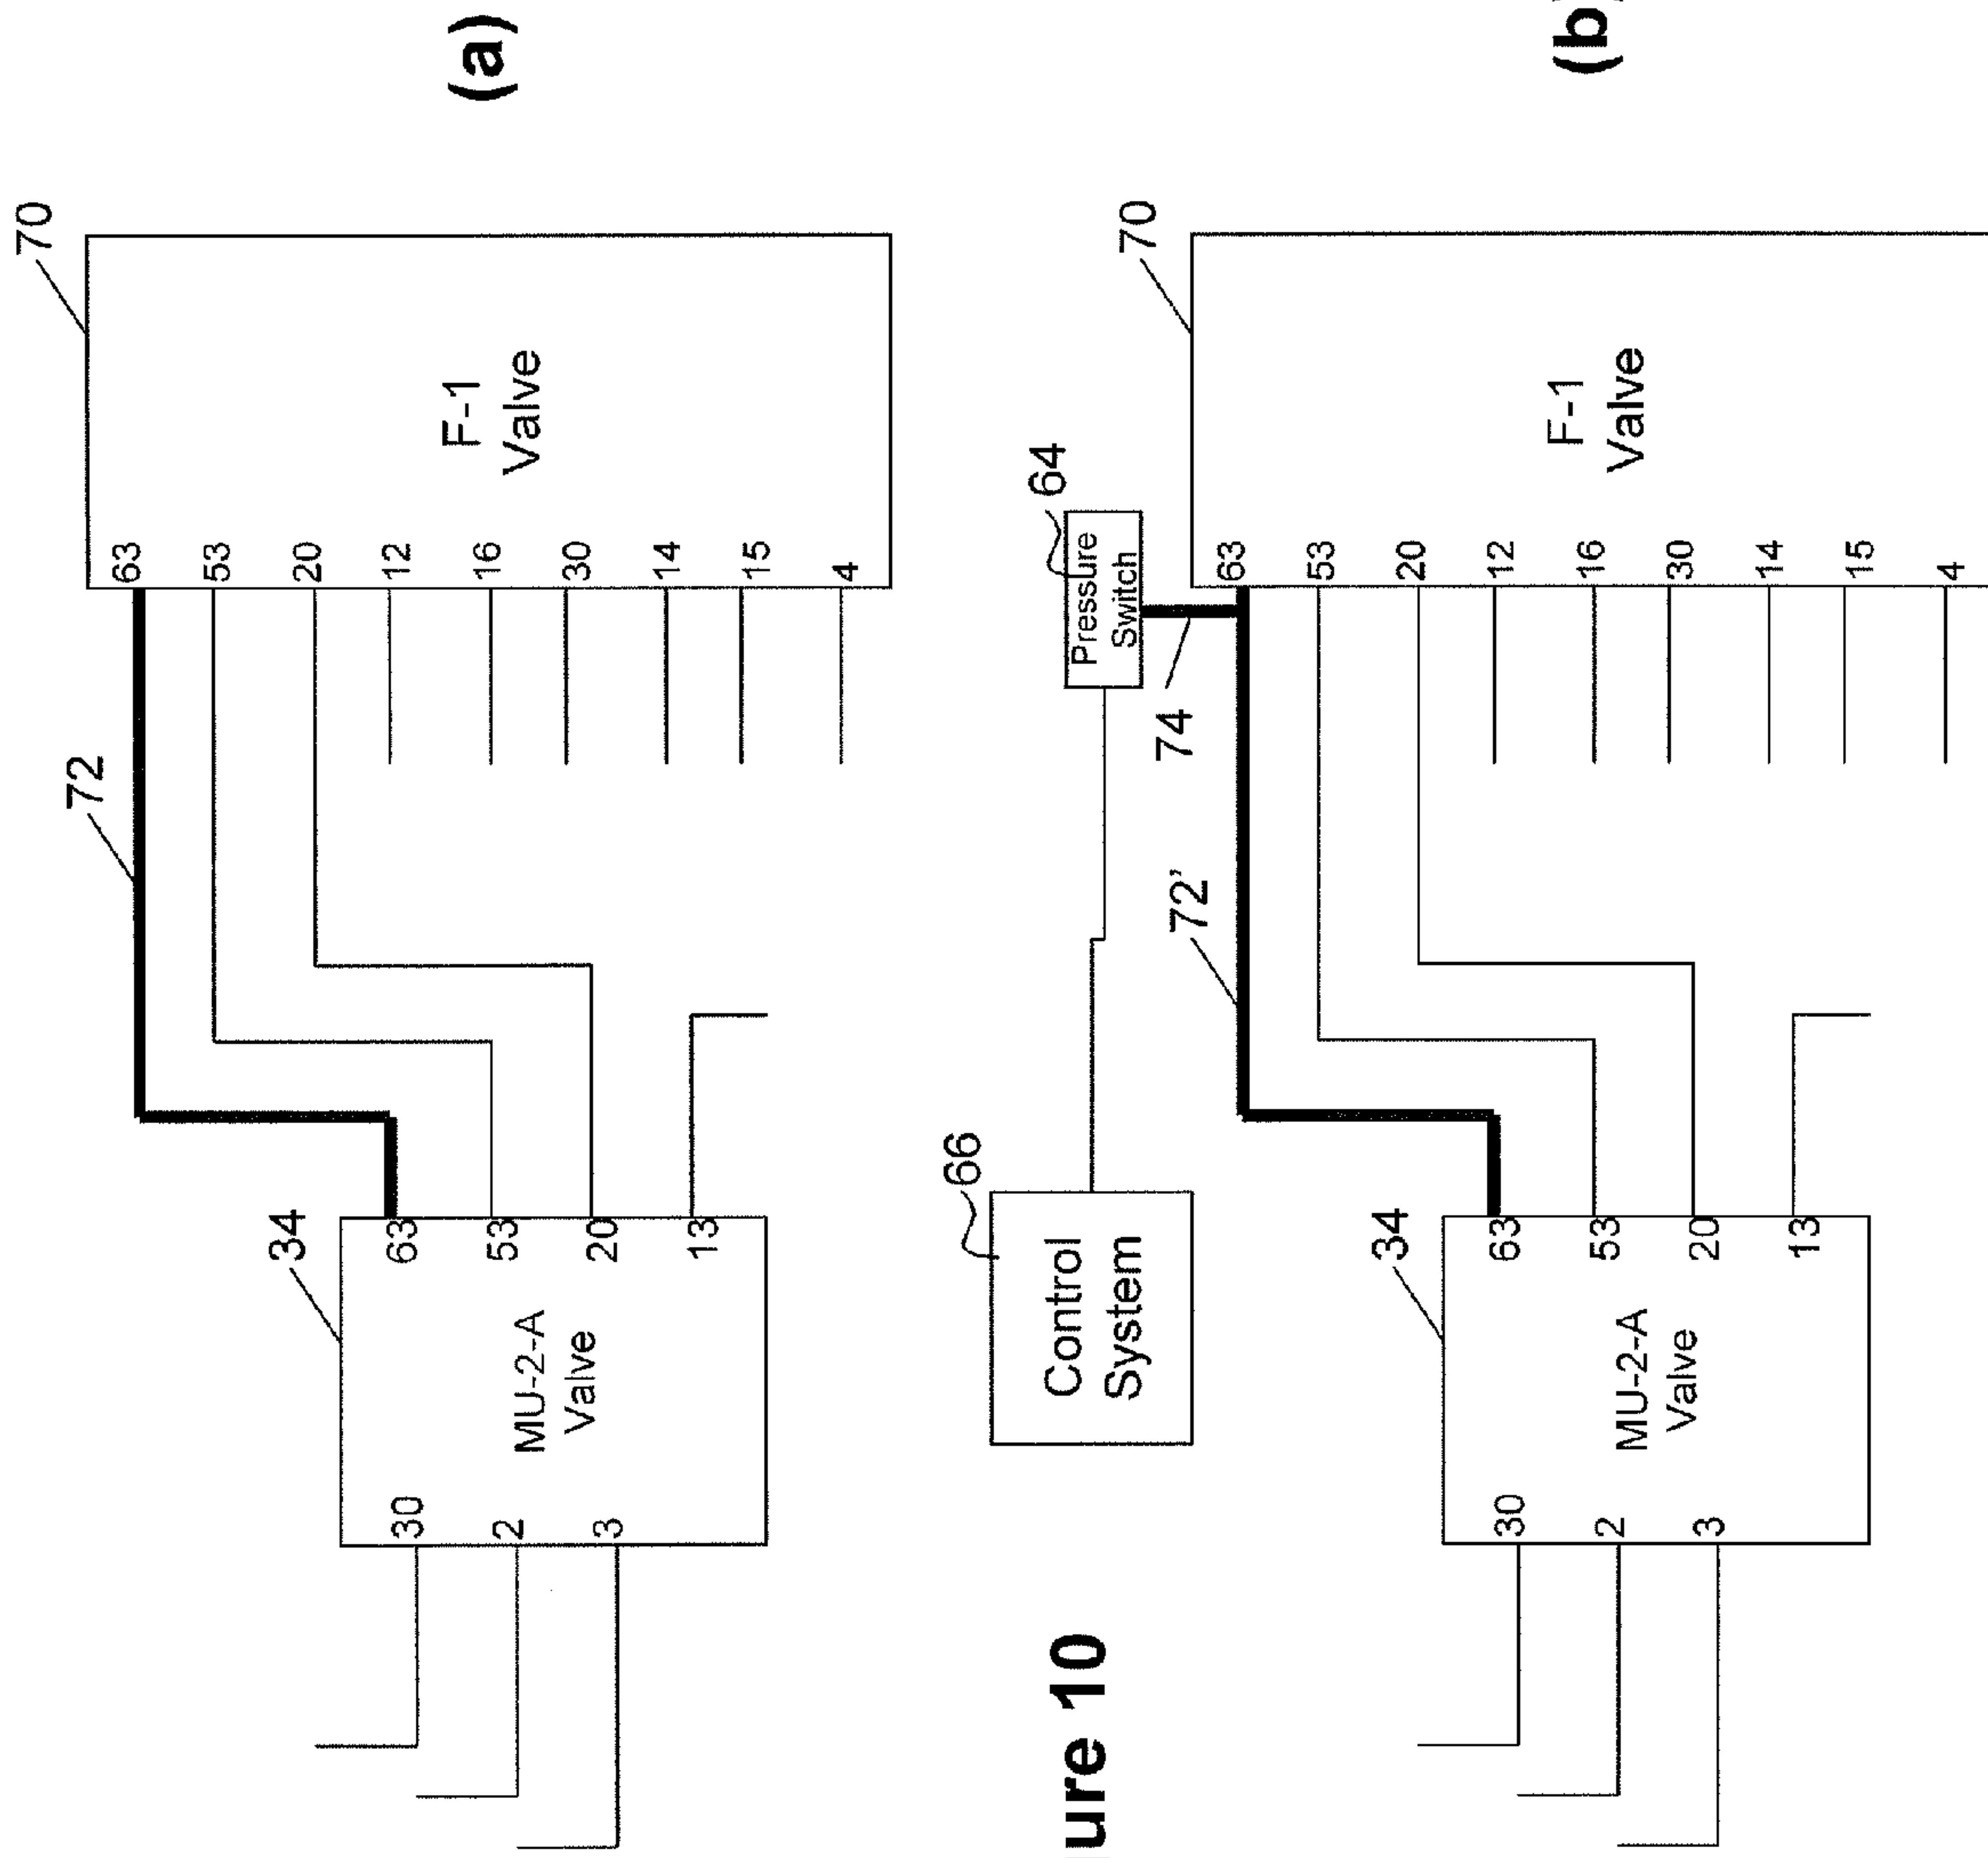 (a)
70
F-1
Valve
63
53
20
12
16
30
14
15
4
72
34
63
53
20
13
MU-2-A
Valve
30
2
3
(b)
70
F-1
Valve
64
Pressure
Switch
63
53
20
12
16
30
14
15
4
74
72'
66
Control
System
34
63
53
20
13
MU-2-A
Valve
30
2
3
ure 10